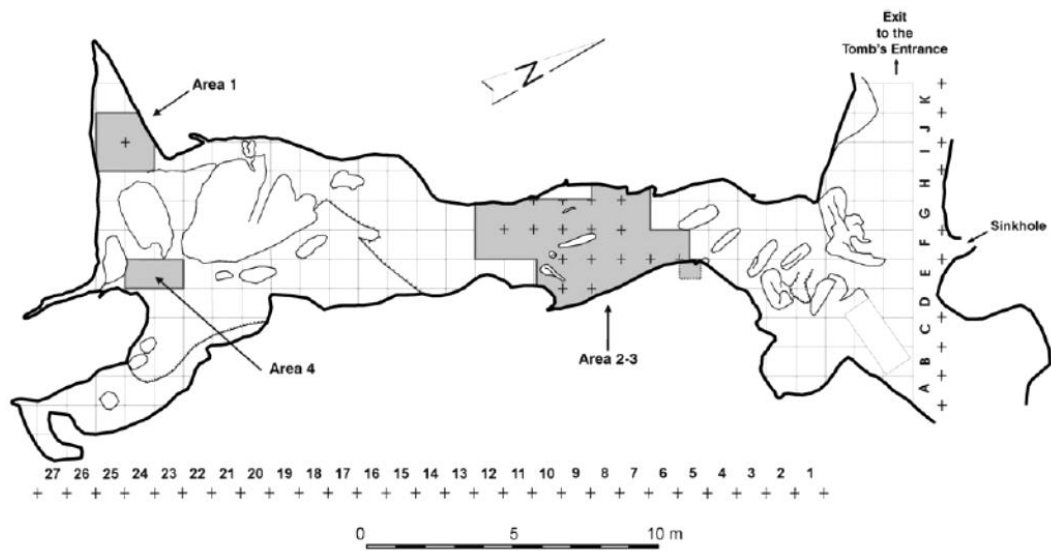 Exit
to the
Tomb's Entrance
Area 1
N
K
J
I
H
G
F
E
D
C
B
A
Sinkhole
Area 4
Area 2-3
27 26 25 24 23 22 21 20 19 18 17 16 15 14 13 12 11 10 9 8 7 6 5 4 3 2 1
0 5 10 m